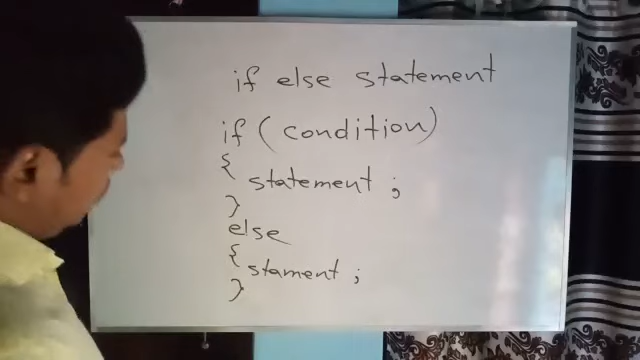 if else statement
if (condition)
{
statement ;
}
else
{
stament ;
}